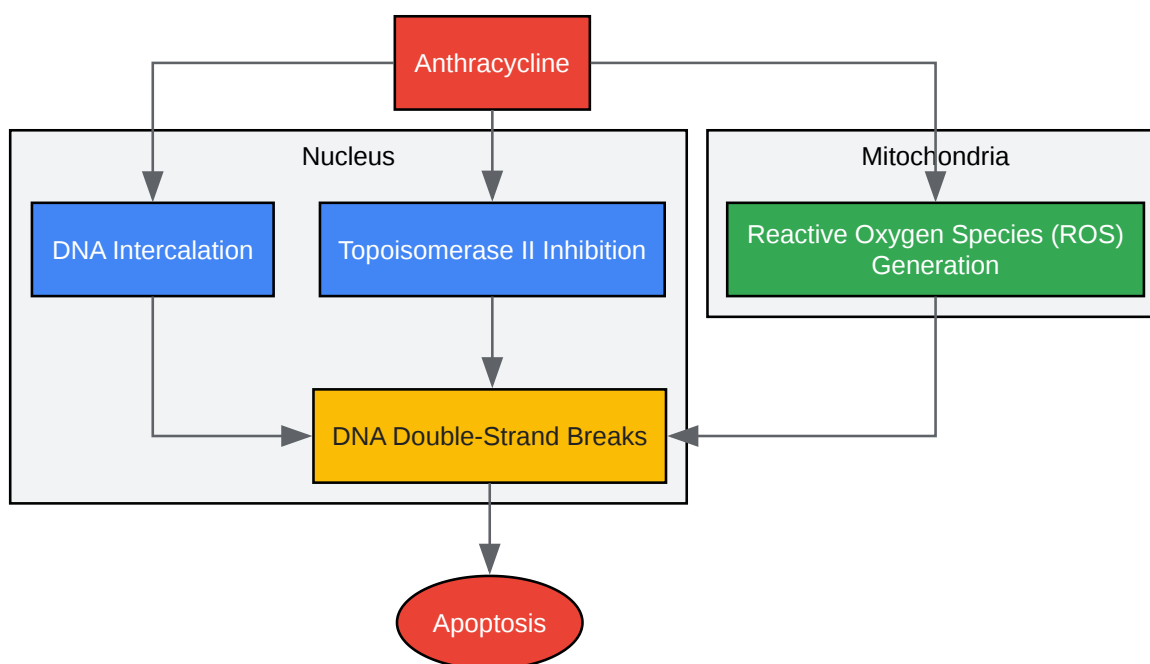 Anthracycline
Nucleus
Mitochondria
DNA Intercalation
Topoisomerase II Inhibition
Reactive Oxygen Species (ROS)
Generation
DNA Double-Strand Breaks
Apoptosis